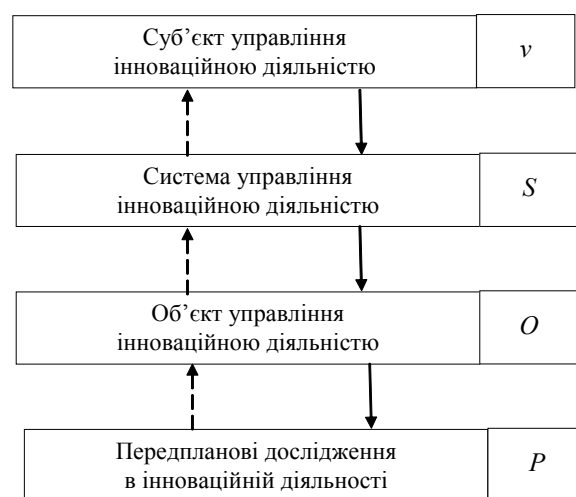 Суб’єкт управління
інноваційною діяльністю
v
Система управління
інноваційною діяльністю
S
Об’єкт управління
інноваційною діяльністю
O
Передпланові дослідження
в інноваційній діяльності
P